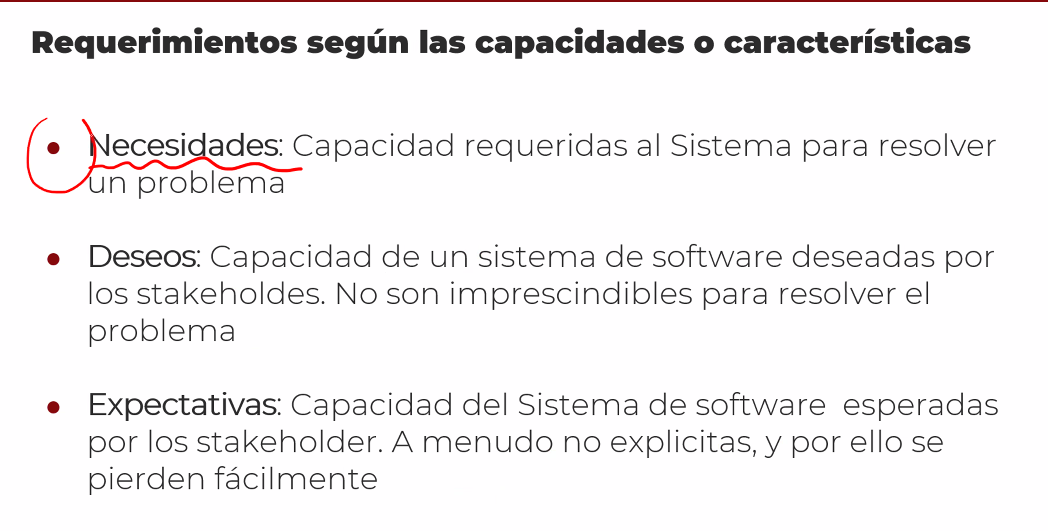 Requerimientos según las capacidades o características
● Necesidades: Capacidad requeridas al Sistema para resolver
un problema
● Deseos: Capacidad de un sistema de software deseadas por
los stakeholdes. No son imprescindibles para resolver el
problema
● Expectativas: Capacidad del Sistema de software  esperadas
por los stakeholder. A menudo no explicitas, y por ello se
pierden fácilmente